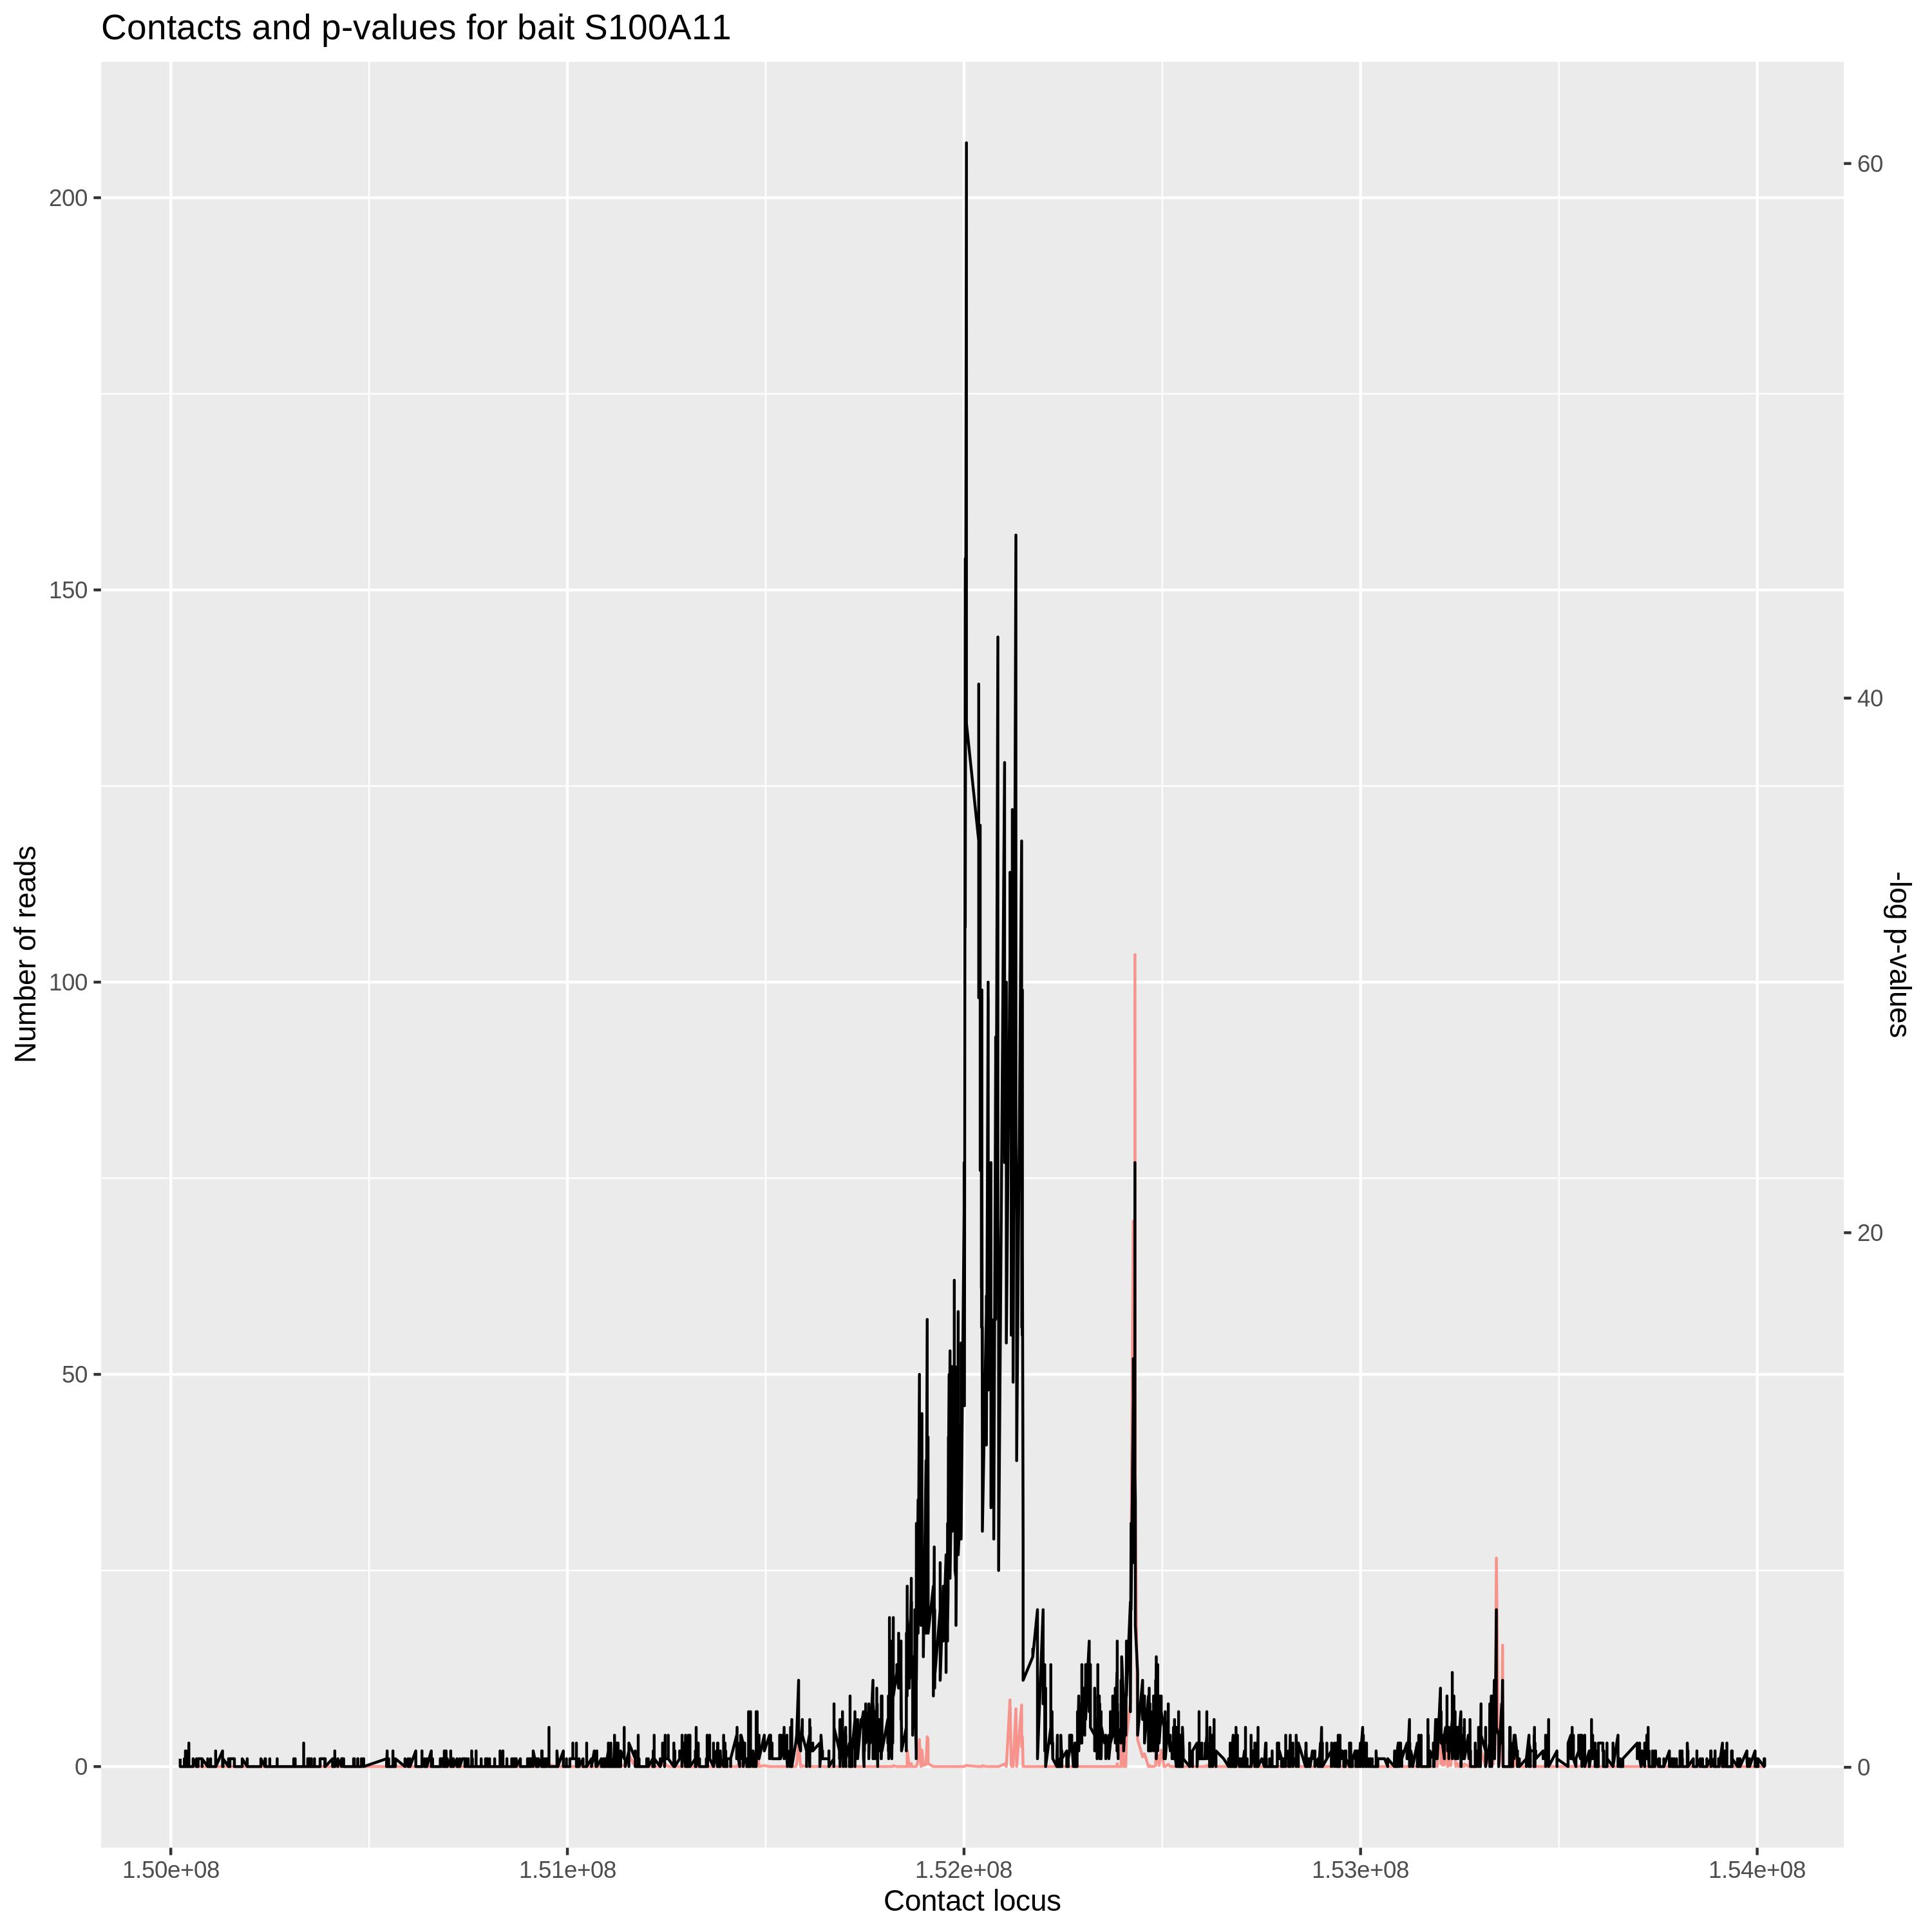 Contacts and p-values for bait S100A11
200
150
100
50
0
60
40
20
0
Number of reads
-log p-values
1.50e+08 1.51e+08 1.52e+08 1.53e+08 1.54e+08
Contact locus